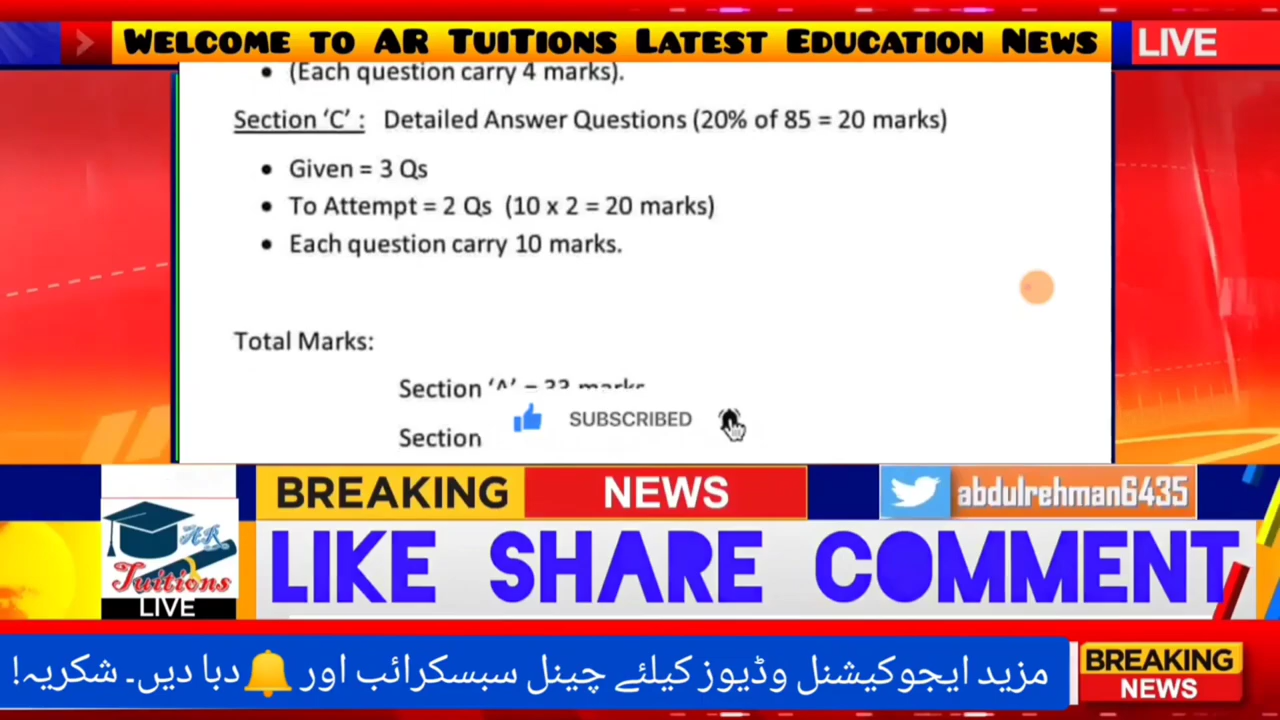 WELCOME TO AR TUITIONS LATEST EDUCATION NEWS
LIVE
• (Each question carry 4 marks).
Section ‘C’ : Detailed Answer Questions (20% of 85 = 20 marks)
• Given = 3 Qs
• To Attempt = 2 Qs (10 x 2 = 20 marks)
• Each question carry 10 marks.
Total Marks:
Section ‘A’ = 33 marks
SUBSCRIBED
Section
BREAKING NEWS
abdulrehman6435
AR
Tuitions
LIVE
LIKE SHARE COMMENT
مزید ایجوکیشنل وڈیوز کیلئے چینل سبسکرائب اور 🔔 دبا دیں۔ شکریہ!
BREAKING
NEWS